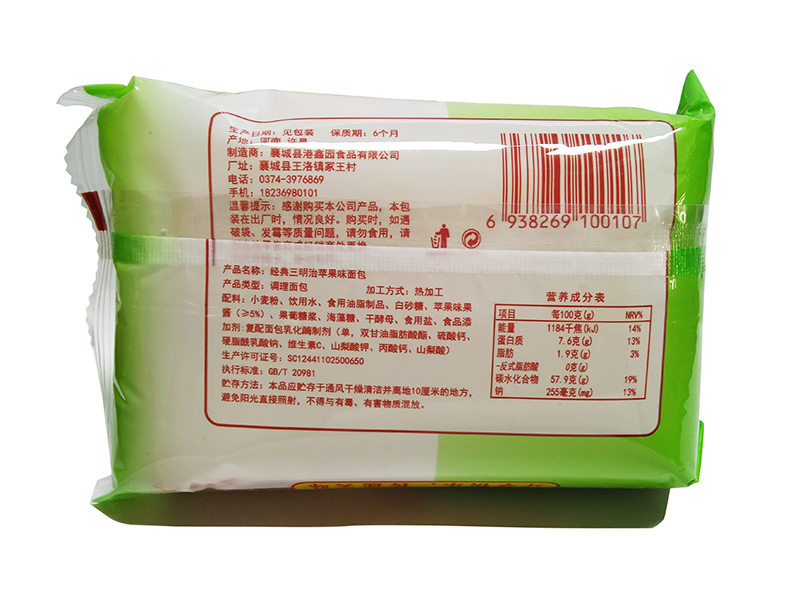 生产日期：见包装 保质期：6个月
产地：河南 许昌
制造商：襄城县港鑫园食品有限公司
厂址：襄城县王洛镇冢王村
电话：0374-3976869
手机：18236980101
温馨提示：感谢购买本公司产品，本包
装在出厂时，情况良好。购买时，如遇
破袋、发霉等质量问题，请勿食用，请
6 938269 100107
产品名称：经典三明治苹果味面包
产品类型：调理面包 加工方式：热加工
配料：小麦粉、饮用水、食用油脂制品、白砂糖、苹果味果
酱（≥5%）、果葡糖浆、海藻糖、干酵母、食用盐、食品添
加剂:复配面包乳化酶制剂（单，双甘油脂肪酸酯、硫酸钙、
硬脂酰乳酸钠、维生素C、山梨酸钾、丙酸钙、山梨酸）
生产许可证号：SC12441102500650
执行标准：GB/T 20981
贮存方法：本品应贮存于通风干燥清洁并离地10厘米的地方，
避免阳光直接照射，不得与有毒、有害物质混放。
营养成分表
项目 每100克(g) NRV%
能量 1184千焦(kJ) 14%
蛋白质 7.6克(g) 13%
脂肪 1.9克(g) 3%
-反式脂肪酸 0克(g)
碳水化合物 57.9克(g) 19%
钠 255毫克(mg) 13%